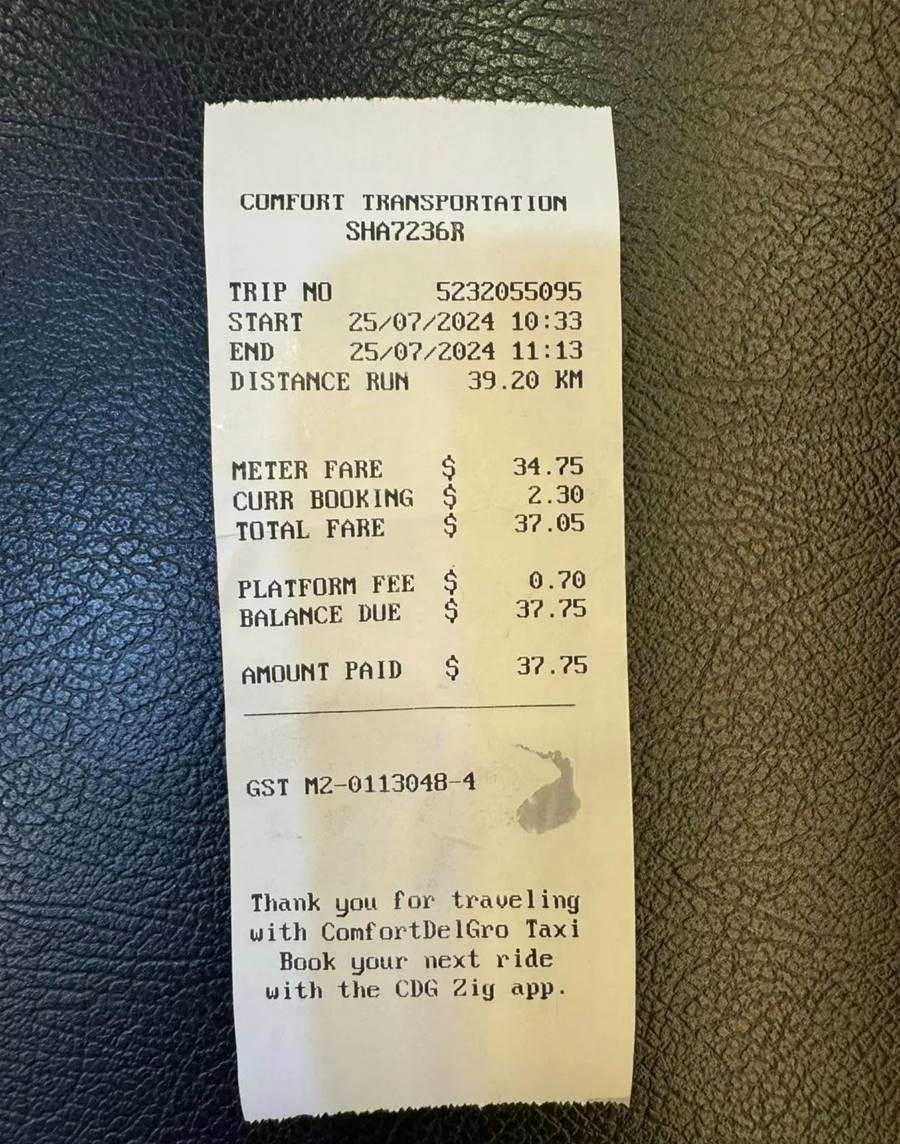 COMFORT TRANSPORTATION
SHA7236R
TRIP NO 5232055095
START 25/07/2024 10:33
END 25/07/2024 11:13
DISTANCE RUN 39.20 KM
METER FARE $ 34.75
CURR BOOKING $ 2.30
TOTAL FARE $ 37.05
PLATFORM FEE $ 0.70
BALANCE DUE $ 37.75
AMOUNT PAID $ 37.75
GST M2-0113048-4
Thank you for traveling
with ComfortDelGro Taxi
Book your next ride
with the CDG Zig app.